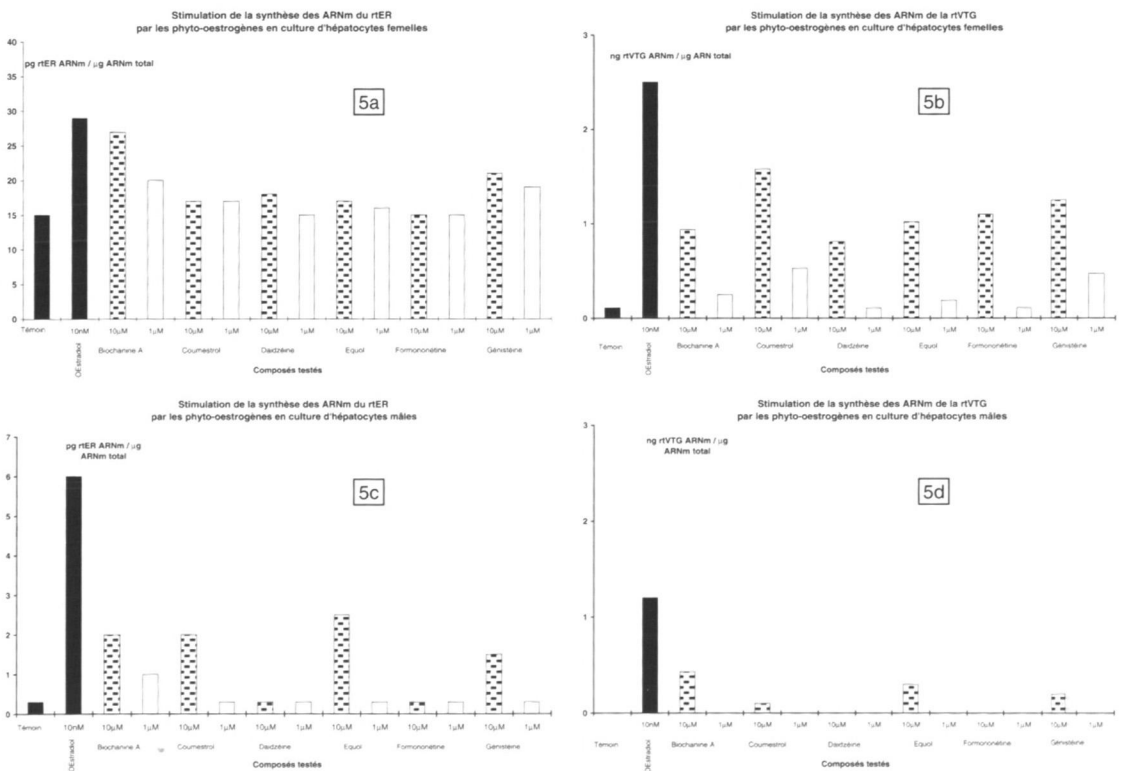 Stimulation de la synthèse des ARNm du rtER
par les phyto-oestrogènes en culture d'hépatocytes femelles
pg rtER ARNm / µg ARNm total
5a
40
35
30
25
20
15
10
5
0
Témoin 10nM 10µM 1µM 10µM 1µM 10µM 1µM 10µM 1µM 10µM 1µM 10µM 1µM
OEstradiol Biochanine A Coumestrol Daidzéine Equol Formononétine Génistéine
Composés testés
Stimulation de la synthèse des ARNm de la rtVTG
par les phyto-oestrogènes en culture d'hépatocytes femelles
ng rtVTG ARNm / µg ARN total
5b
3
2
1
0
Témoin 10nM 10µM 1µM 10µM 1µM 10µM 1µM 10µM 1µM 10µM 1µM 10µM 1µM
OEstradiol Biochanine A Coumestrol Daidzéine Equol Formononétine Génistéine
Composés testés
Stimulation de la synthèse des ARNm du rtER
par les phyto-oestrogènes en culture d'hépatocytes mâles
pg rtER ARNm / µg
ARNm total
5c
7
6
5
4
3
2
1
0
Témoin 10nM 10µM 1µM 10µM 1µM 10µM 1µM 10µM 1µM 10µM 1µM 10µM 1µM
OEstradiol Biochanine A Coumestrol Daidzéine Equol Formononétine Génistéine
Composés testés
Stimulation de la synthèse des ARNm de la rtVTG
par les phyto-oestrogènes en culture d'hépatocytes mâles
ng rtVTG ARNm / µg
ARNm total
5d
3
2
1
0
Témoin 10nM 10µM 1µM 10µM 1µM 10µM 1µM 10µM 1µM 10µM 1µM 10µM 1µM
OEstradiol Biochanine A Coumestrol Daidzéine Equol Formononétine Génistéine
Composés testés